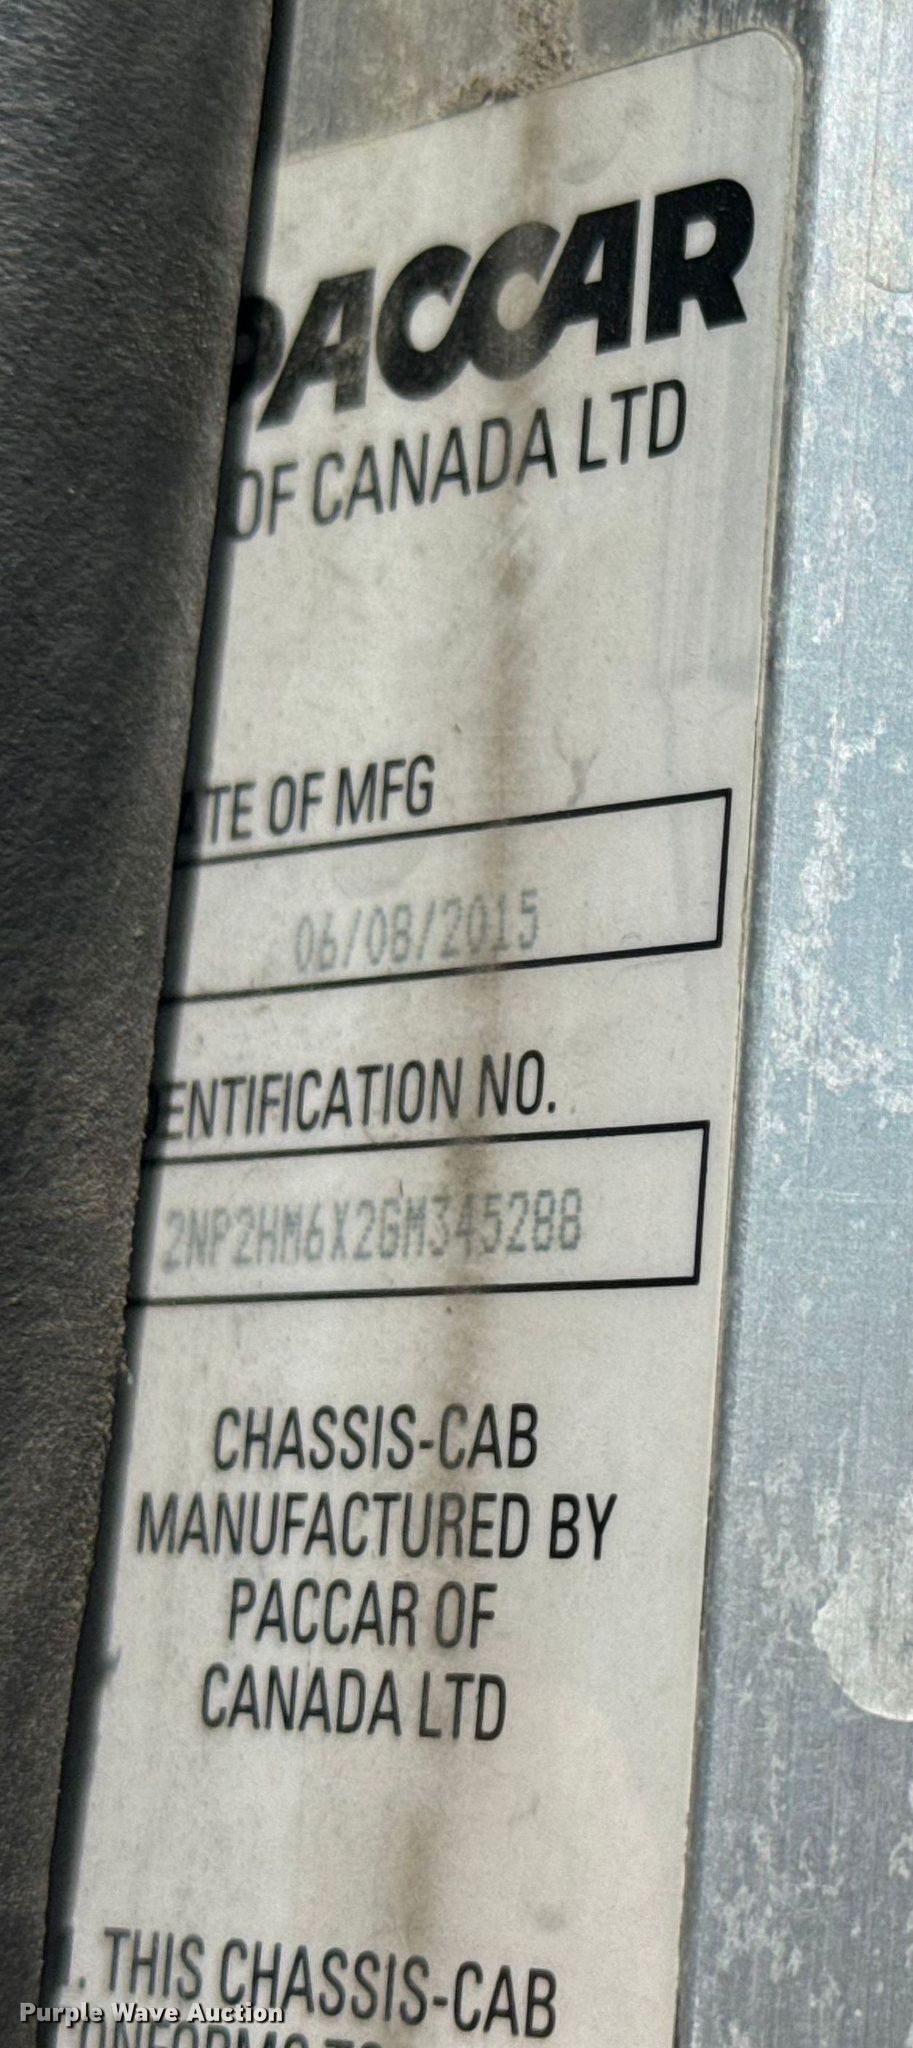 PACCAR
OF CANADA LTD
ATE OF MFG
06/08/2015
ENTIFICATION NO.
2NP2HM6X2GM345288
CHASSIS-CAB
MANUFACTURED BY
PACCAR OF
CANADA LTD
. THIS CHASSIS-CAB
Purple Wave Auction